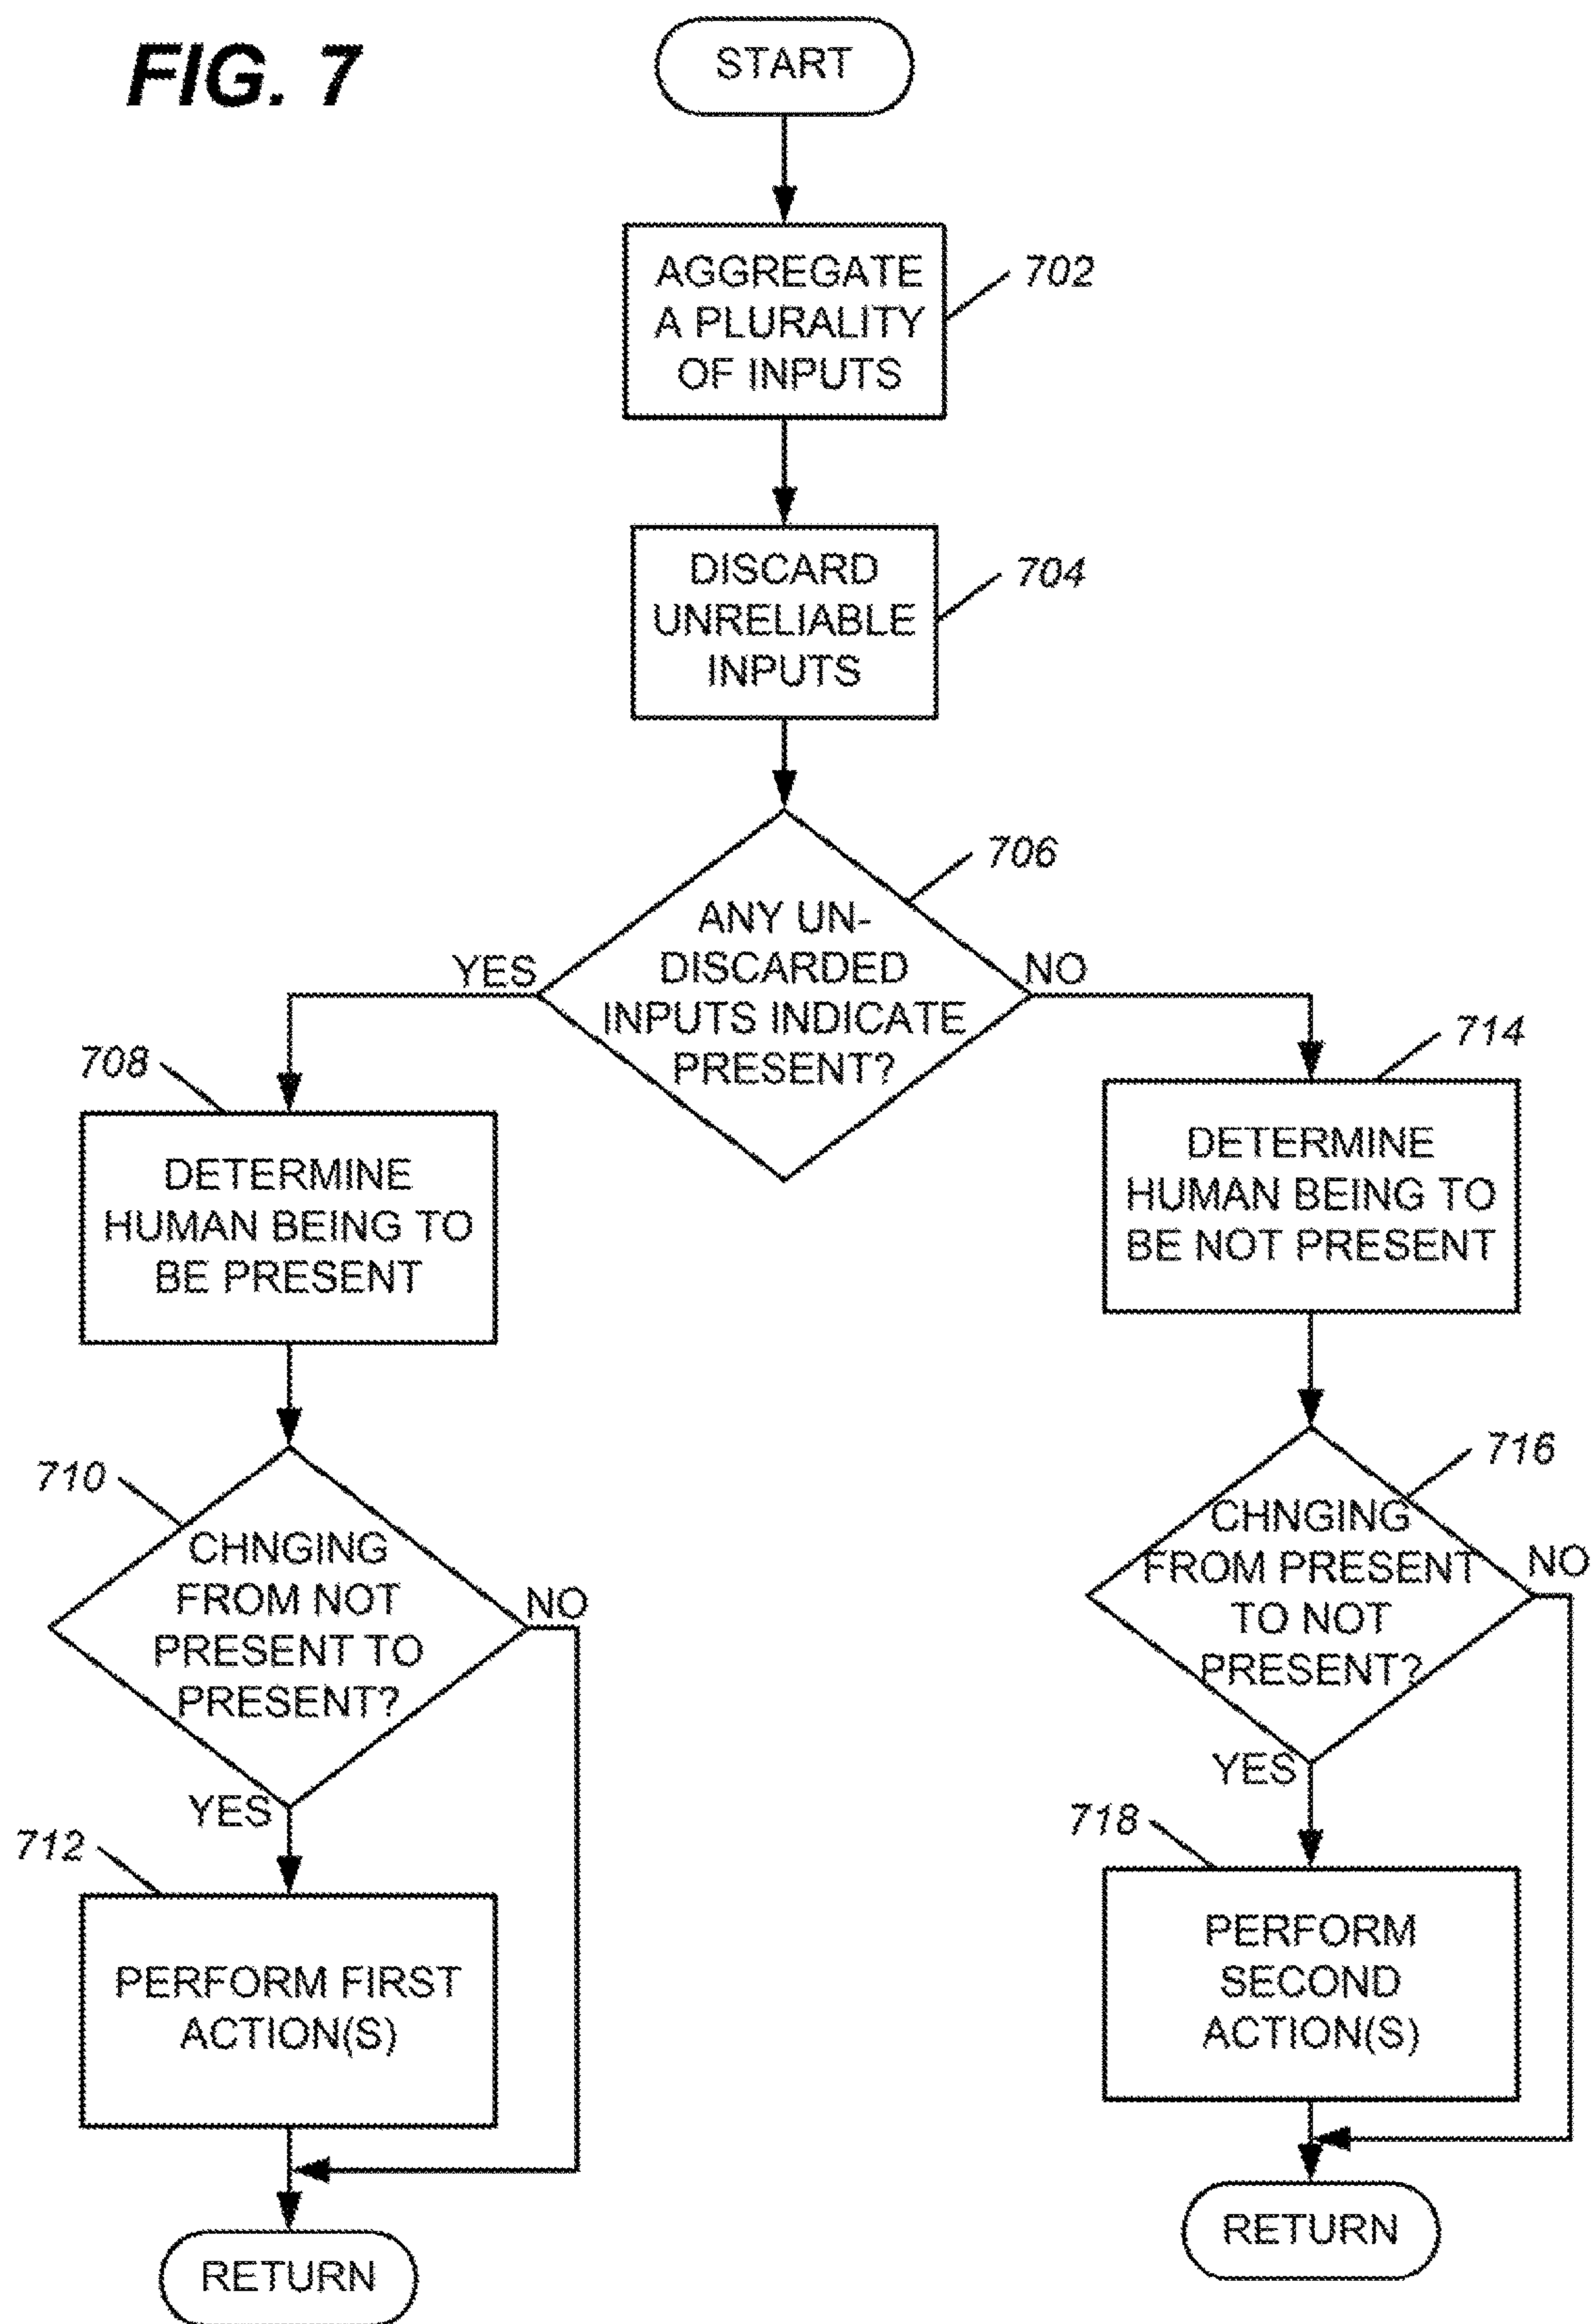 FIG. 7
START
AGGREGATE
A PLURALITY
OF INPUTS
702
DISCARD
UNRELIABLE
INPUTS
704
706
ANY UN-
DISCARDED
INPUTS INDICATE
PRESENT?
YES
NO
708
DETERMINE
HUMAN BEING TO
BE PRESENT
710
CHNGING
FROM NOT
PRESENT TO
PRESENT?
NO
YES
712
PERFORM FIRST
ACTION(S)
RETURN
714
DETERMINE
HUMAN BEING TO
BE NOT PRESENT
716
CHNGING
FROM PRESENT
TO NOT
PRESENT?
NO
YES
718
PERFORM
SECOND
ACTION(S)
RETURN